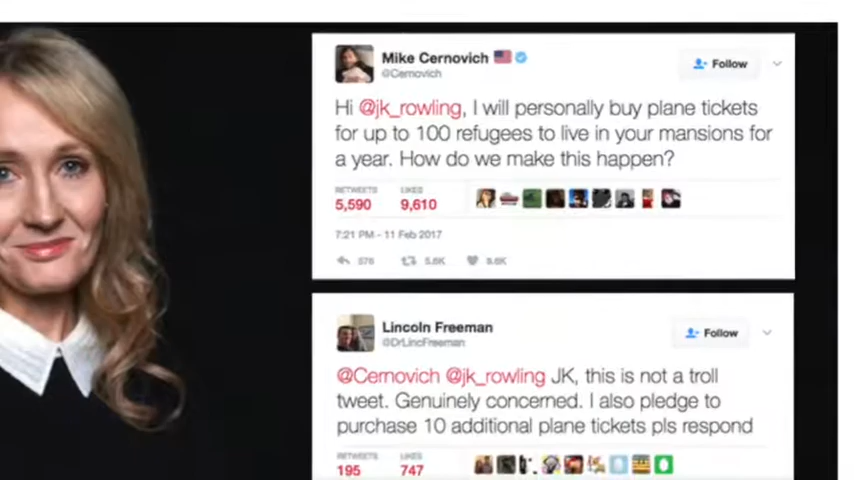 Mike Cernovich
@Cernovich
Follow
Hi @jk_rowling, I will personally buy plane tickets
for up to 100 refugees to live in your mansions for
a year. How do we make this happen?
RETWEETS LIKES
5,590 9,610
7:21 PM - 11 Feb 2017
576 5.6K 9.6K
Lincoln Freeman
@DrLincFreeman
Follow
@Cernovich @jk_rowling JK, this is not a troll
tweet. Genuinely concerned. I also pledge to
purchase 10 additional plane tickets pls respond
RETWEETS LIKES
195 747